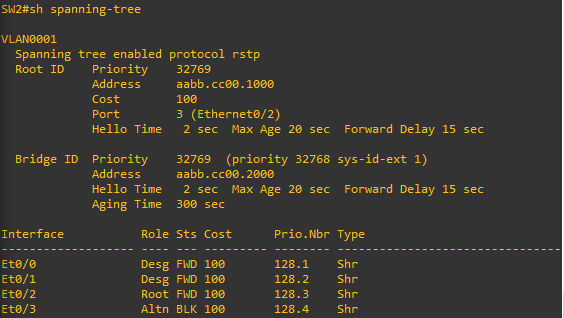 SW2#sh spanning-tree
VLAN0001
Spanning tree enabled protocol rstp
Root ID Priority 32769
Address aabb.cc00.1000
Cost 100
Port 3 (Ethernet0/2)
Hello Time 2 sec Max Age 20 sec Forward Delay 15 sec
Bridge ID Priority 32769 (priority 32768 sys-id-ext 1)
Address aabb.cc00.2000
Hello Time 2 sec Max Age 20 sec Forward Delay 15 sec
Aging Time 300 sec
Interface Role Sts Cost Prio.Nbr Type
------------------- ---- --- --------- -------- --------------------------------
Et0/0 Desg FWD 100 128.1 Shr
Et0/1 Desg FWD 100 128.2 Shr
Et0/2 Root FWD 100 128.3 Shr
Et0/3 Altn BLK 100 128.4 Shr